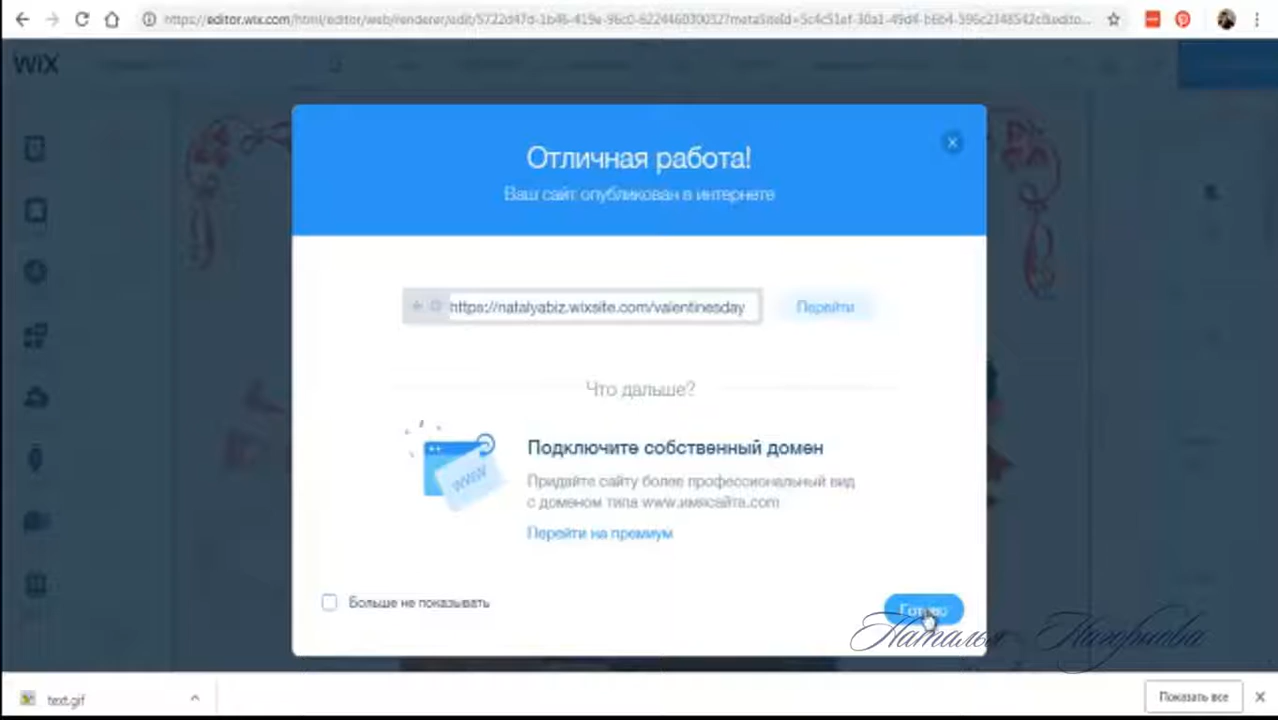 WIX
Отличная работа!
Ваш сайт опубликован в интернете
https://natalyabiz.wixsite.com/valentinesday
Перейти
Что дальше?
Подключите собственный домен
Придайте сайту более профессиональный вид
с доменом типа www.имясайта.com
Перейти на премиум
Больше не показывать
Готово
Наталья
text.gif
Показать все